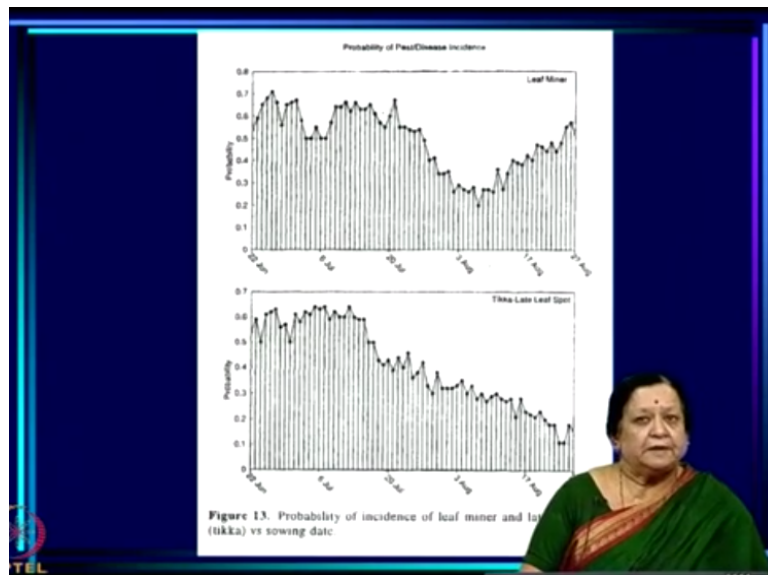 Probability of Pest/Disease Incidence
Leaf Miner
0.8
0.7
0.6
0.5
0.4
0.3
0.2
0.1
0
Probability
22 Jun
6 Jul
20 Jul
3 Aug
17 Aug
Tikka-Late Leaf Spot
0.7
0.6
0.5
0.4
0.3
0.2
0.1
0
Probability
22 Jun
6 Jul
20 Jul
3 Aug
17 Aug
Figure 13. Probability of incidence of leaf miner and
(tikka) vs sowing date
PTEL